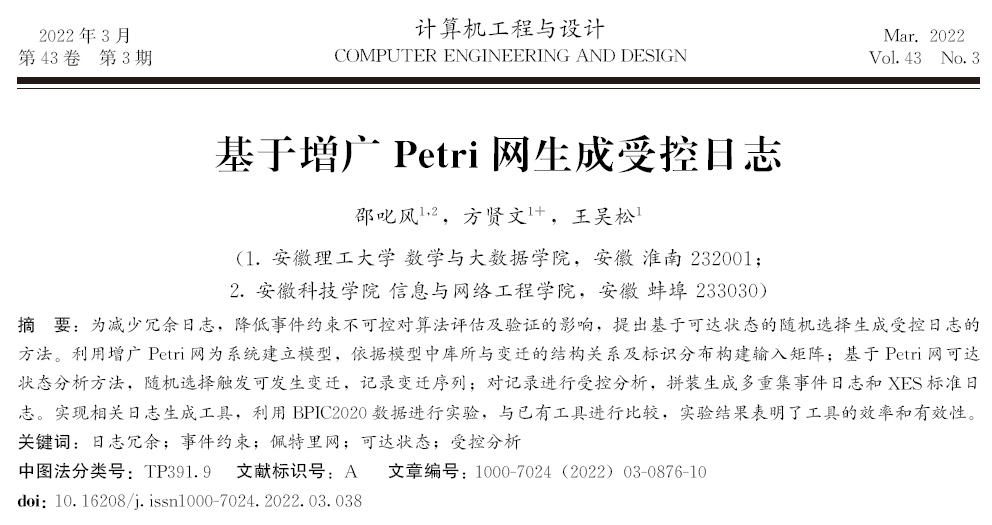 2022年3月 计算机工程与设计 Mar. 2022
第43卷 第3期 COMPUTER ENGINEERING AND DESIGN Vol.43 No.3
基于增广 Petri 网生成受控日志
邵叱风1,2，方贤文1+，王吴松1
（1. 安徽理工大学 数学与大数据学院，安徽 淮南 232001；
2. 安徽科技学院 信息与网络工程学院，安徽 蚌埠 233030）
摘 要：为减少冗余日志，降低事件约束不可控对算法评估及验证的影响，提出基于可达状态的随机选择生成受控日志的
方法。利用增广 Petri 网为系统建立模型，依据模型中库所与变迁的结构关系及标识分布构建输入矩阵；基于 Petri 网可达
状态分析方法，随机选择触发可发生变迁，记录变迁序列；对记录进行受控分析，拼装生成多重集事件日志和 XES 标准日
志。实现相关日志生成工具，利用 BPIC2020 数据进行实验，与已有工具进行比较，实验结果表明了工具的效率和有效性。
关键词：日志冗余；事件约束；佩特里网；可达状态；受控分析
中图法分类号：TP391.9 文献标识号：A 文章编号：1000-7024（2022）03-0876-10
doi：10.16208/j.issn1000-7024.2022.03.038